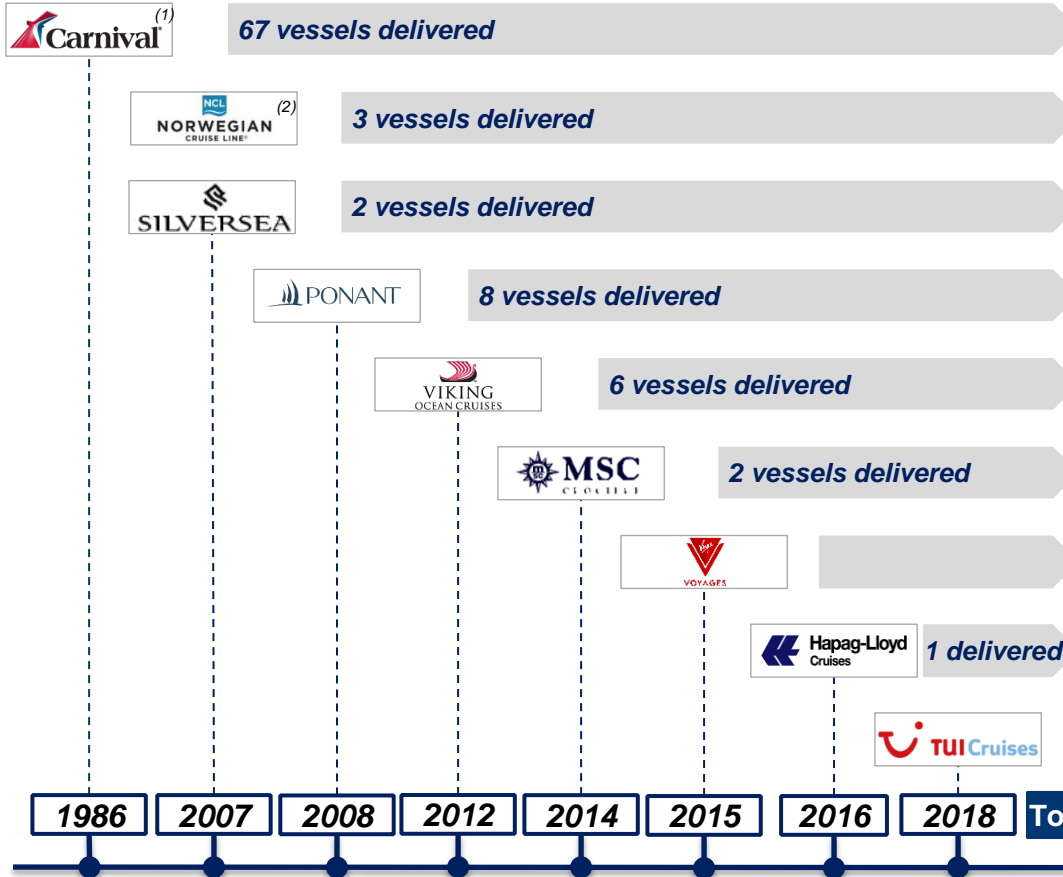 Carnival (1)
67 vessels delivered
NCL
NORWEGIAN (2)
CRUISE LINE®
3 vessels delivered
SILVERSEA
2 vessels delivered
PONANT
8 vessels delivered
VIKING
OCEAN CRUISES
6 vessels delivered
MSC
2 vessels delivered
VOYAGES
Hapag-Lloyd
Cruises
1 delivered
TUI Cruises
1986 2007 2008 2012 2014 2015 2016 2018 To